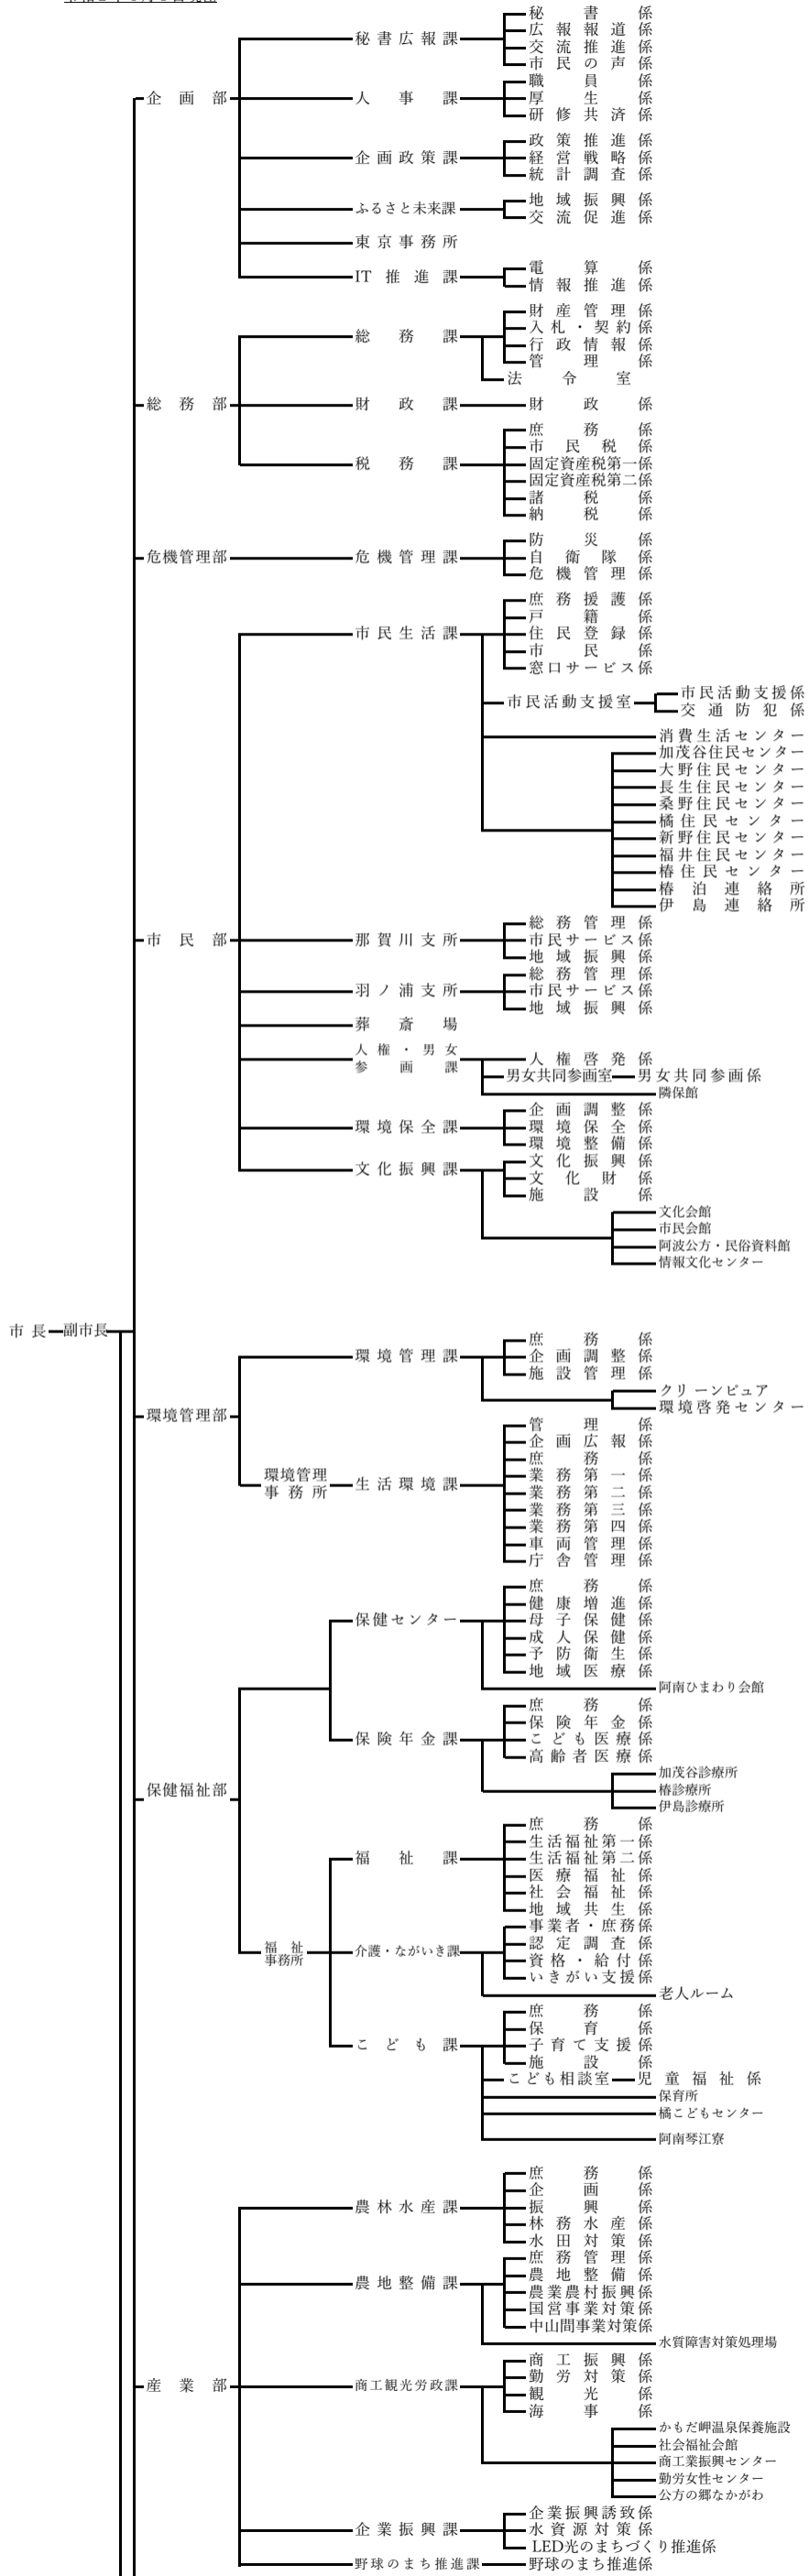 秘書係
広報報道係
秘書広報課
交流推進係
市民の声係
職員係
企画部
人事課
厚生係
研修共済係
政策推進係
企画政策課
経営戦略係
統計調査係
地域振興係
ふるさと未来課
交流促進係
東京事務所
電算係
IT推進課
情報推進係
財産管理係
入札・契約係
総務課
行政情報係
管理係
法令室
総務部
財政課
財政係
庶務係
市民税係
税務課
固定資産税第一係
固定資産税第二係
諸税係
納税係
防災係
危機管理部
危機管理課
自衛隊係
危機管理係
庶務援護係
戸籍係
市民生活課
住民登録係
市民係
窓口サービス係
市民活動支援室
市民活動支援係
交通防犯係
消費生活センター
加茂谷住民センター
大野住民センター
長生住民センター
桑野住民センター
橘住民センター
新野住民センター
福井住民センター
椿住民センター
椿泊連絡所
伊島連絡所
総務管理係
市民部
那賀川支所
市民サービス係
地域振興係
総務管理係
羽ノ浦支所
市民サービス係
地域振興係
葬斎場
人権・男女
参画課
人権啓発係
男女共同参画室
男女共同参画係
隣保館
企画調整係
環境保全課
環境保全係
環境整備係
文化振興係
文化振興課
文化財係
施設係
文化会館
市民会館
阿波公方・民俗資料館
情報文化センター
市長
副市長
庶務係
環境管理課
企画調整係
施設管理係
クリーンピュア
環境啓発センター
環境管理部
管理係
企画広報係
庶務係
環境管理
事務所
生活環境課
業務第一係
業務第二係
業務第三係
業務第四係
車両管理係
庁舎管理係
庶務係
健康増進係
保健センター
母子保健係
成人保健係
予防衛生係
地域医療係
阿南ひまわり会館
庶務係
保険年金係
保険年金課
こども医療係
高齢者医療係
加茂谷診療所
椿診療所
伊島診療所
保健福祉部
庶務係
生活福祉第一係
福祉課
生活福祉第二係
医療福祉係
社会福祉係
地域共生係
事業者・庶務係
福祉
事務所
介護・ながいき課
認定調査係
資格・給付係
いきがい支援係
老人ルーム
庶務係
保育係
こども課
子育て支援係
施設係
こども相談室
児童福祉係
保育所
橘こどもセンター
阿南琴江寮
庶務係
企画係
農林水産課
振興係
林務水産係
水田対策係
庶務管理係
農地整備課
農地整備係
農業農村振興係
国営事業対策係
中山間事業対策係
水質障害対策処理場
商工振興係
勤労対策係
産業部
商工観光労政課
観光係
海事係
かもだ岬温泉保養施設
社会福祉会館
商工業振興センター
勤労女性センター
公方の郷なかがわ
企業振興誘致係
企業振興課
水資源対策係
LED光のまちづくり推進係
野球のまち推進課
野球のまち推進係